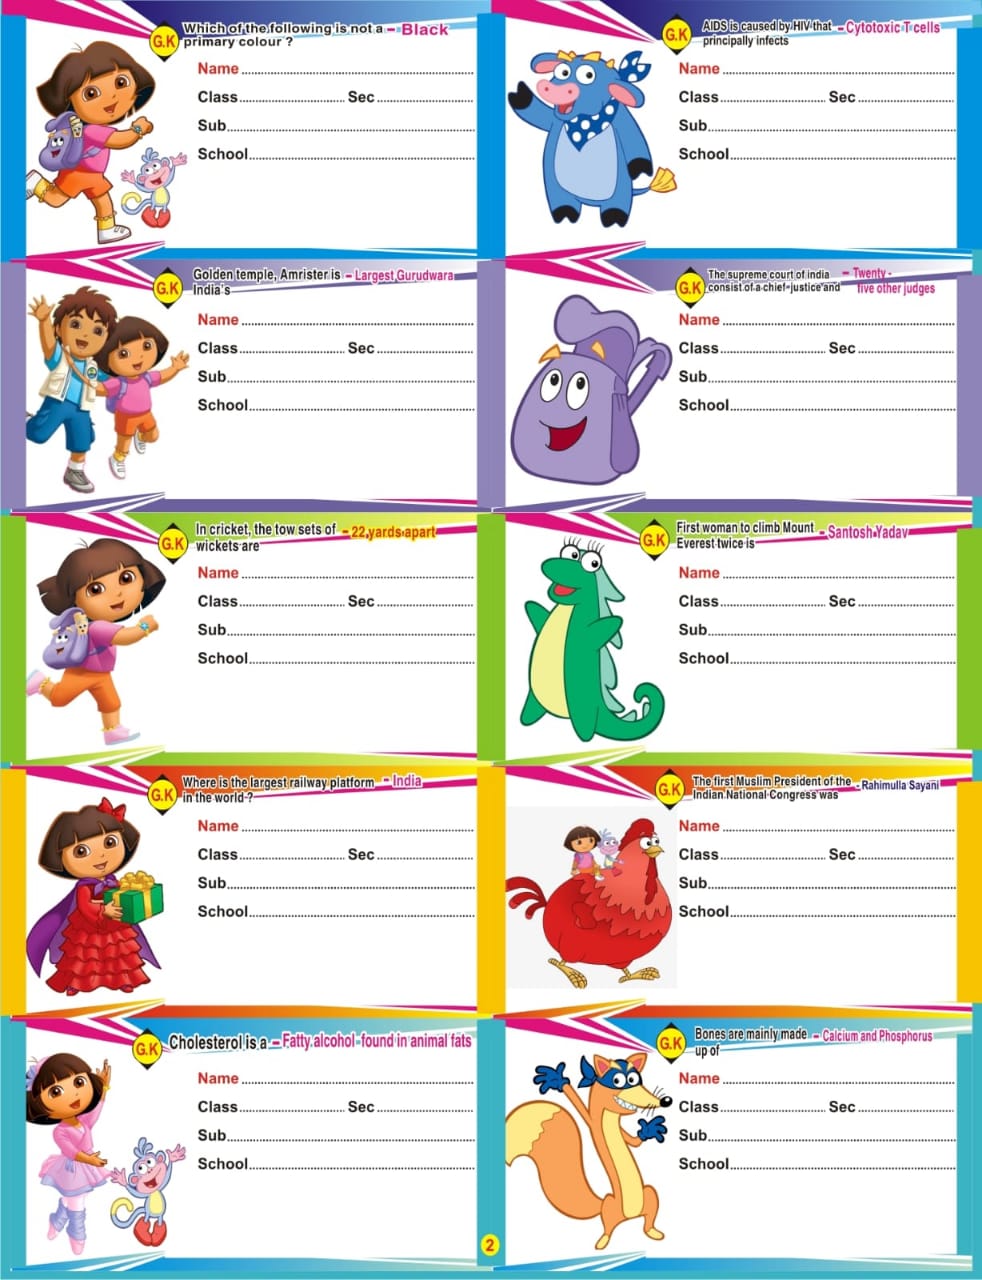 G.K
Which of the following is not a – Black
primary colour ?
Name
Class Sec
Sub
School
G.K
AIDS is caused by HIV that – Cytotoxic T cells
principally infects
Name
Class Sec
Sub
School
G.K
Golden temple, Amrister is – Largest Gurudwara
India's
Name
Class Sec
Sub
School
G.K
The supreme court of india – Twenty -
consist of a chief-justice and five other judges
Name
Class Sec
Sub
School
G.K
In cricket, the tow sets of – 22 yards apart
wickets are
Name
Class Sec
Sub
School
G.K
First woman to climb Mount – Santosh Yadav
Everest twice is
Name
Class Sec
Sub
School
G.K
Where is the largest railway platform – India
in the world ?
Name
Class Sec
Sub
School
G.K
The first Muslim President of the - Rahimulla Sayani
Indian National Congress was
Name
Class Sec
Sub
School
G.K
Cholesterol is a – Fatty alcohol found in animal fats
Name
Class Sec
Sub
School
G.K
Bones are mainly made – Calcium and Phosphorus
up of
Name
Class Sec
Sub
School
2